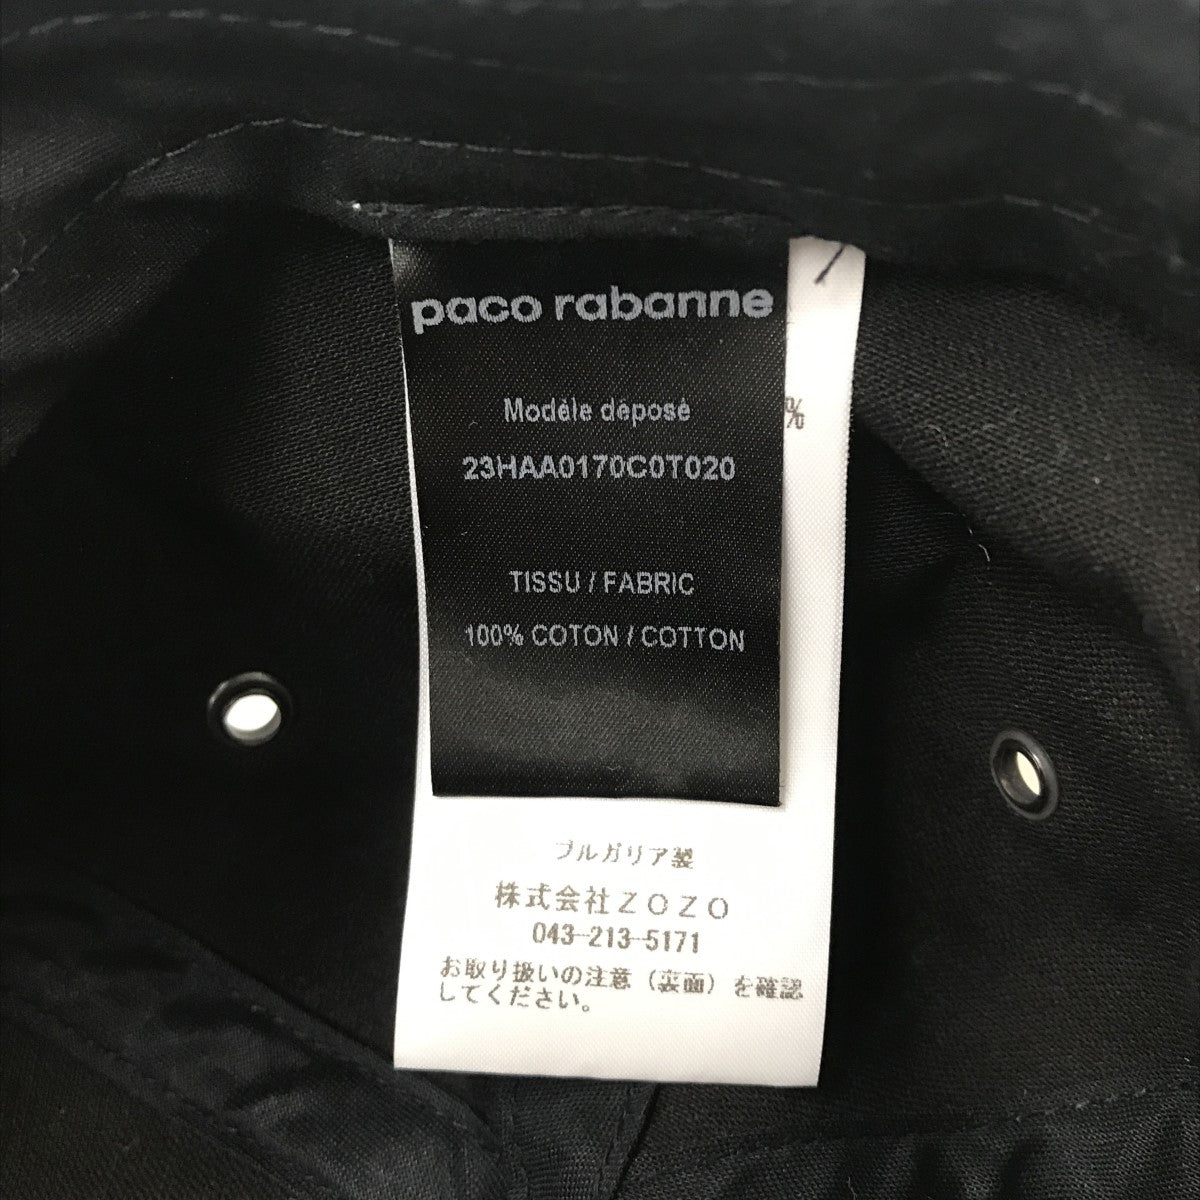 paco rabanne
Modèle déposé
%
23HAA0170C0T020
TISSU / FABRIC
100% COTON / COTTON
ブルガリア製
株式会社ZOZO
043-213-5171
お取り扱いの注意（裏面）を確認
してください。